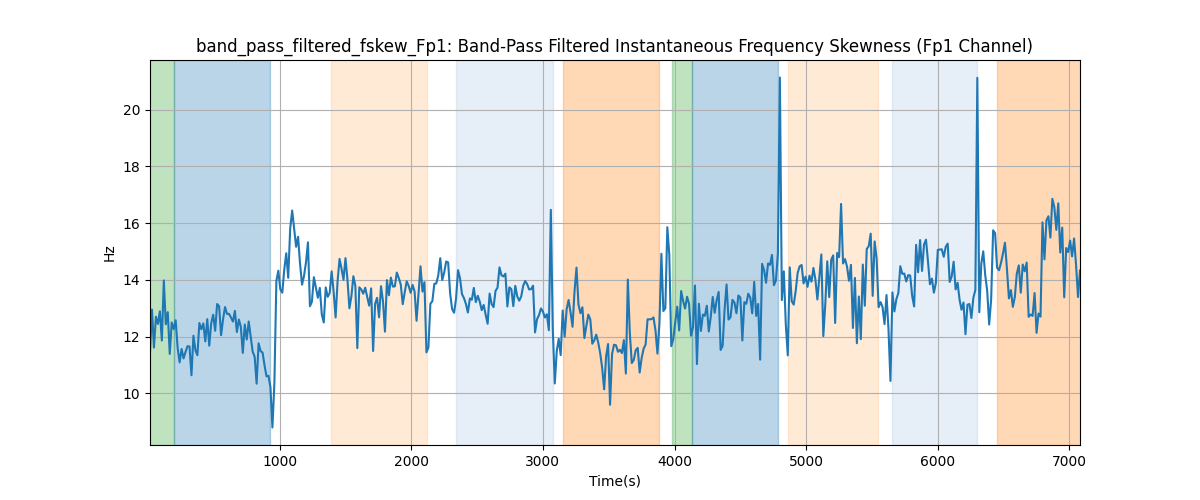 band_pass_filtered_fskew_Fp1: Band-Pass Filtered Instantaneous Frequency Skewness (Fp1 Channel)
20
18
16
14
12
10
Hz
1000 2000 3000 4000 5000 6000 7000
Time(s)